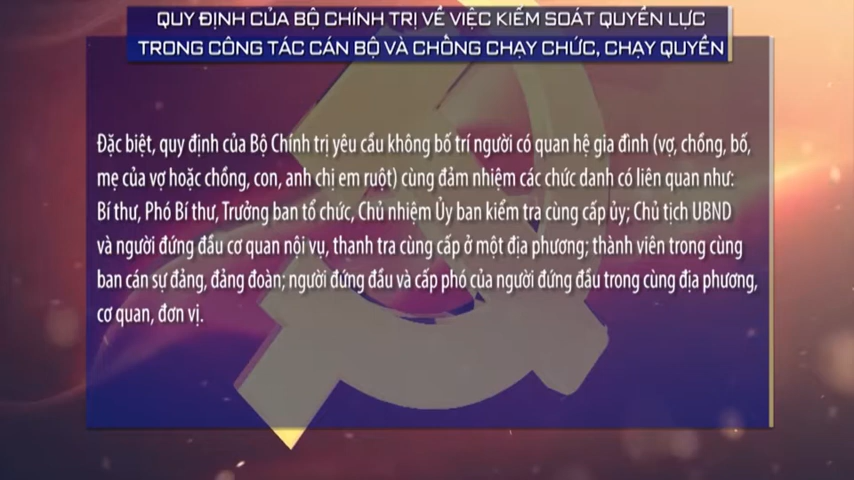 QUY ĐỊNH CỦA BỘ CHÍNH TRỊ VỀ VIỆC KIỂM SOÁT QUYỀN LỰC
TRONG CÔNG TÁC CÁN BỘ VÀ CHỐNG CHẠY CHỨC, CHẠY QUYỀN
Đặc biệt, quy định của Bộ Chính trị yêu cầu không bố trí người có quan hệ gia đình (vợ, chồng, bố,
mẹ của vợ hoặc chồng, con, anh chị em ruột) cùng đảm nhiệm các chức danh có liên quan như:
Bí thư, Phó Bí thư, Trưởng ban tổ chức, Chủ nhiệm Ủy ban kiểm tra cùng cấp ủy; Chủ tịch UBND
và người đứng đầu cơ quan nội vụ, thanh tra cùng cấp ở một địa phương; thành viên trong cùng
ban cán sự đảng, đảng đoàn; người đứng đầu và cấp phó của người đứng đầu trong cùng địa phương,
cơ quan, đơn vị.